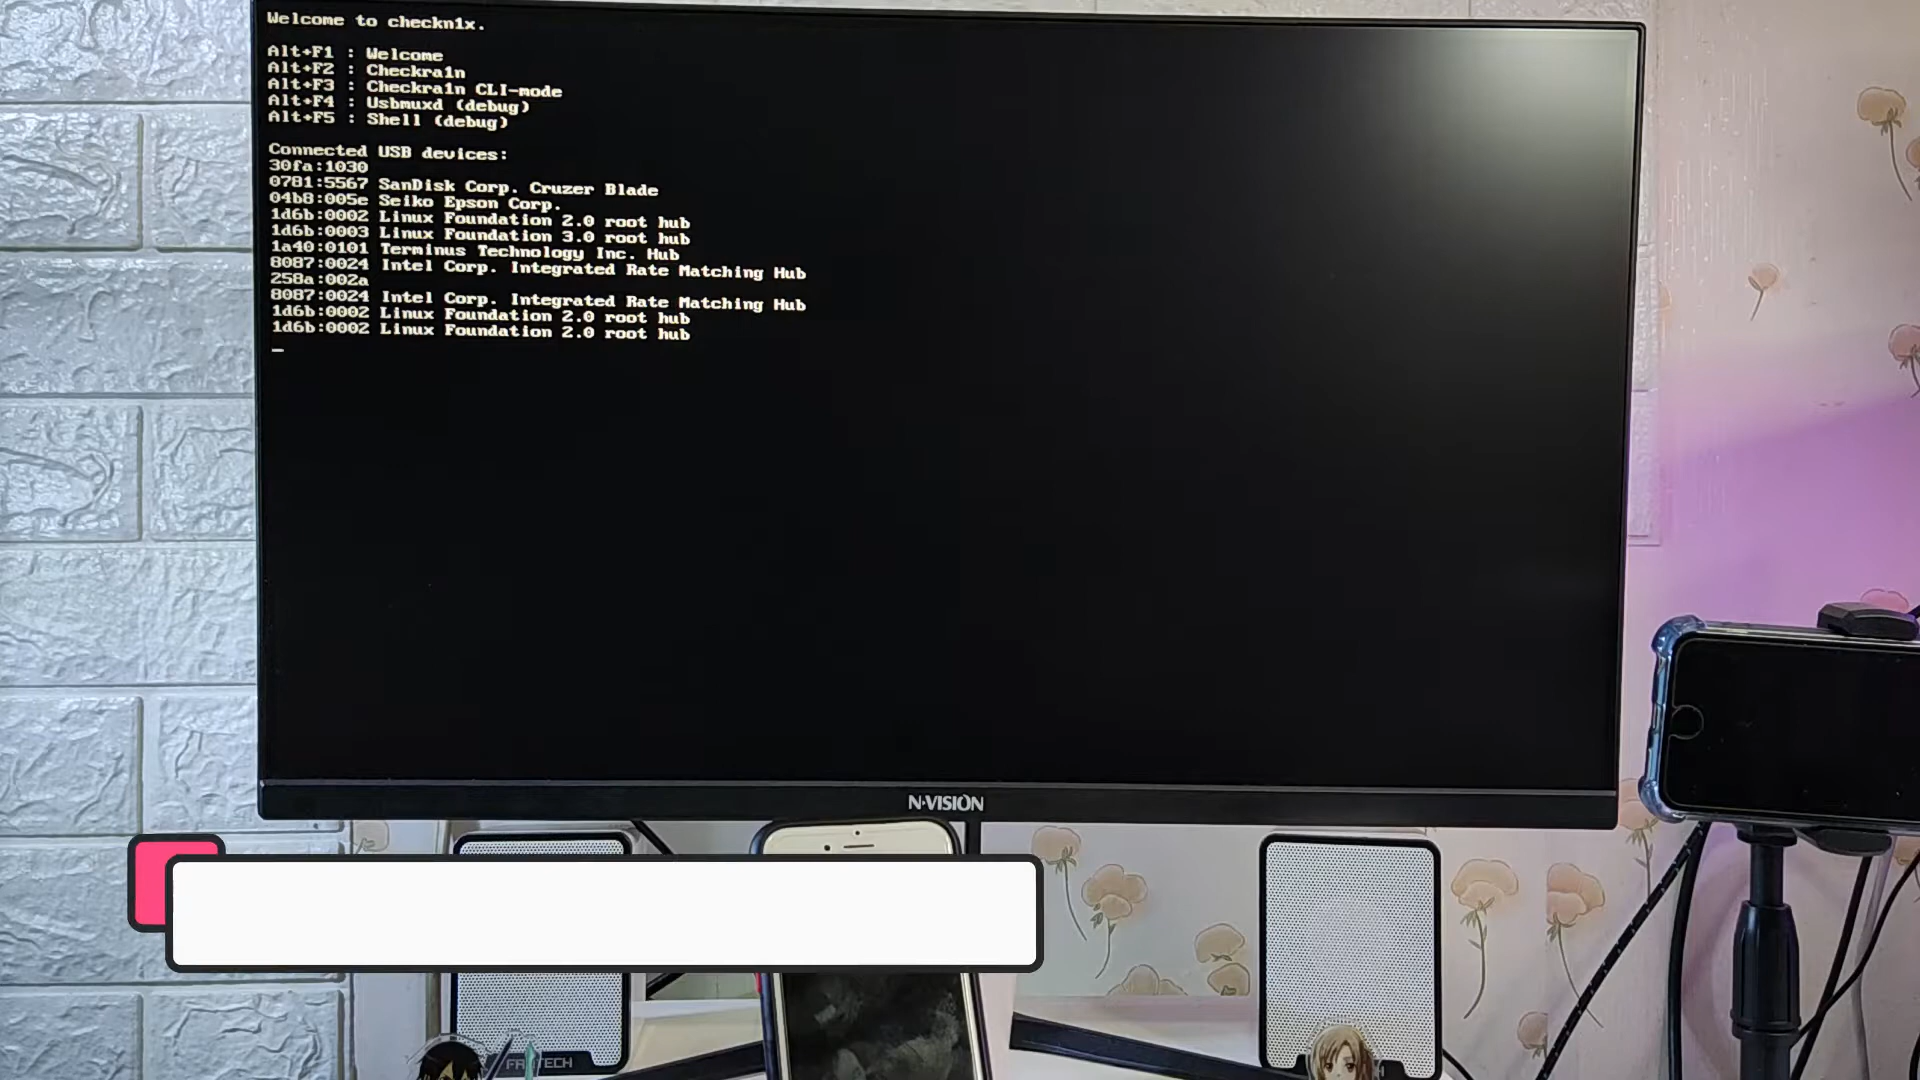 Welcome to checkn1x.
Alt+F1 : Welcome
Alt+F2 : Checkra1n
Alt+F3 : Checkra1n CLI-mode
Alt+F4 : Usbmuxd (debug)
Alt+F5 : Shell (debug)
Connected USB devices:
30fa:1030
0781:5567 SanDisk Corp. Cruzer Blade
04b8:005e Seiko Epson Corp.
1d6b:0002 Linux Foundation 2.0 root hub
1d6b:0003 Linux Foundation 3.0 root hub
1a40:0101 Terminus Technology Inc. Hub
8087:0024 Intel Corp. Integrated Rate Matching Hub
258a:002a
8087:0024 Intel Corp. Integrated Rate Matching Hub
1d6b:0002 Linux Foundation 2.0 root hub
1d6b:0002 Linux Foundation 2.0 root hub
N·VISION